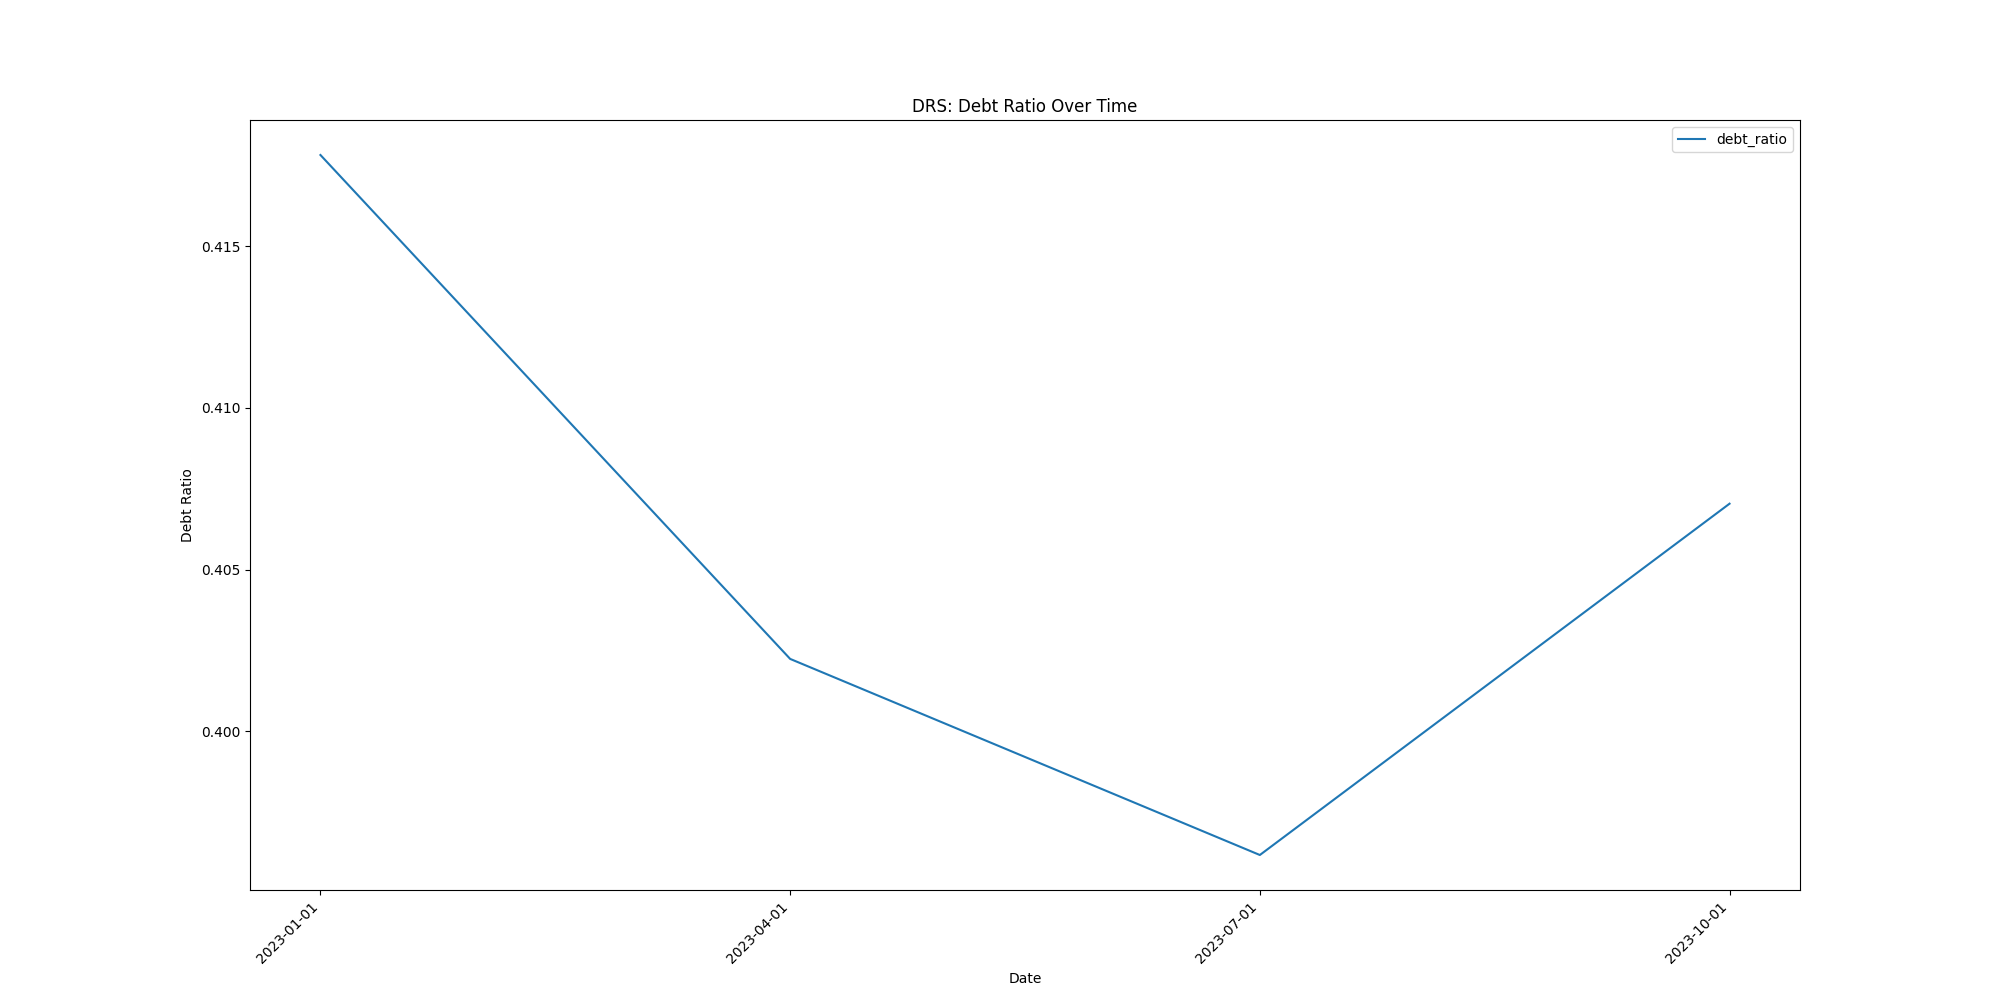 DRS: Debt Ratio Over Time
debt_ratio
0.415
0.410
0.405
0.400
Debt Ratio
2023-01-01
2023-04-01
2023-07-01
2023-10-01
Date